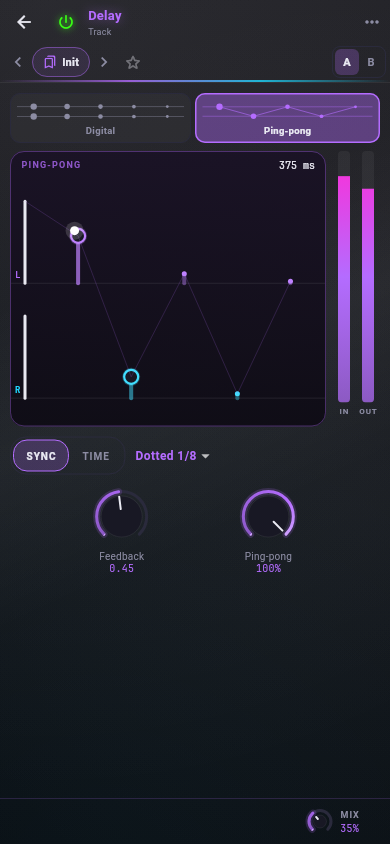 Delay
Track
Init
A
B
Digital
Ping-pong
PING-PONG
375 ms
L
R
IN
OUT
SYNC
TIME
Dotted 1/8
Feedback
0.45
Ping-pong
100%
MIX
35%